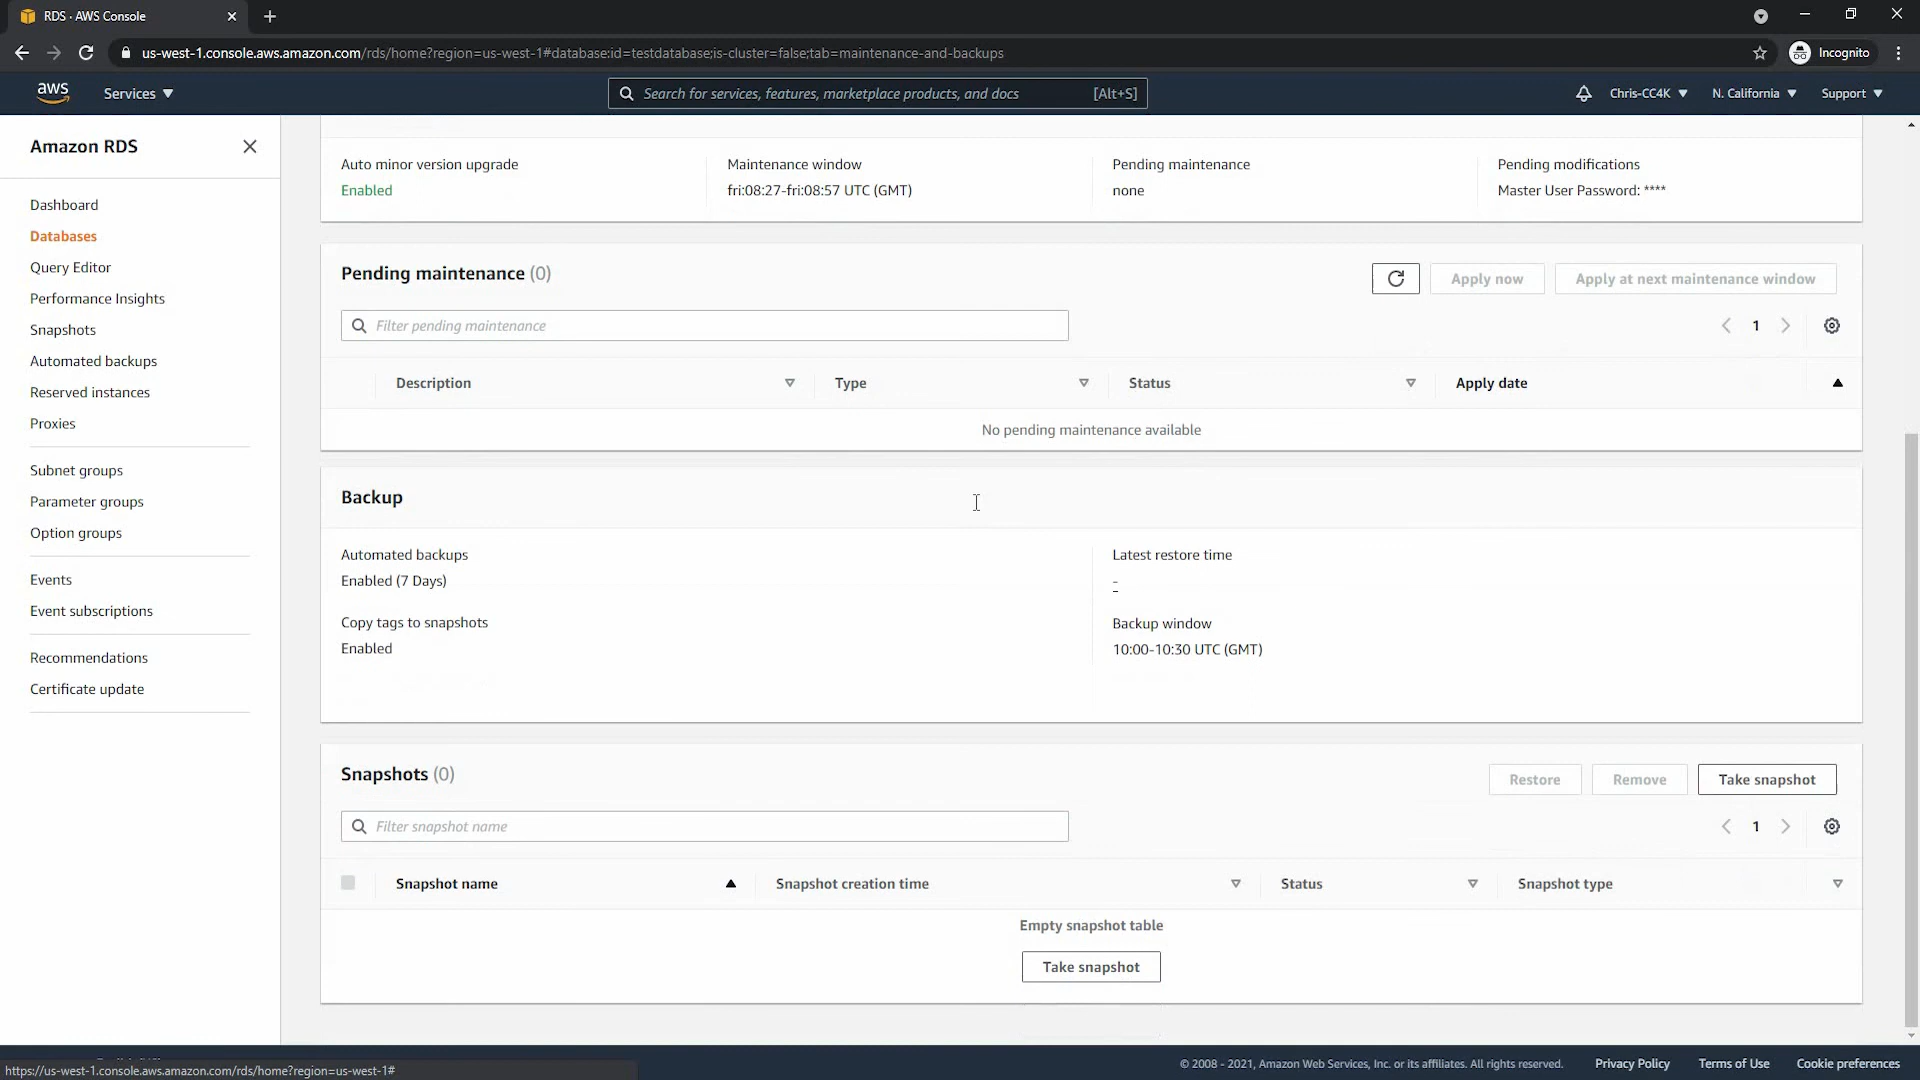 RDS · AWS Console
us-west-1.console.aws.amazon.com/rds/home?region=us-west-1#database:id=testdatabase;is-cluster=false;tab=maintenance-and-backups
Incognito
aws
Services
Search for services, features, marketplace products, and docs
[Alt+S]
Chris-CC4K
N. California
Support
Amazon RDS
Dashboard
Databases
Query Editor
Performance Insights
Snapshots
Automated backups
Reserved instances
Proxies
Subnet groups
Parameter groups
Option groups
Events
Event subscriptions
Recommendations
Certificate update
Auto minor version upgrade
Enabled
Maintenance window
fri:08:27-fri:08:57 UTC (GMT)
Pending maintenance
none
Pending modifications
Master User Password: ****
Pending maintenance (0)
Apply now
Apply at next maintenance window
Filter pending maintenance
1
Description
Type
Status
Apply date
No pending maintenance available
Backup
Automated backups
Enabled (7 Days)
Copy tags to snapshots
Enabled
Latest restore time
-
Backup window
10:00-10:30 UTC (GMT)
Snapshots (0)
Restore
Remove
Take snapshot
Filter snapshot name
1
Snapshot name
Snapshot creation time
Status
Snapshot type
Empty snapshot table
Take snapshot
https://us-west-1.console.aws.amazon.com/rds/home?region=us-west-1#
© 2008 - 2021, Amazon Web Services, Inc. or its affiliates. All rights reserved.
Privacy Policy
Terms of Use
Cookie preferences